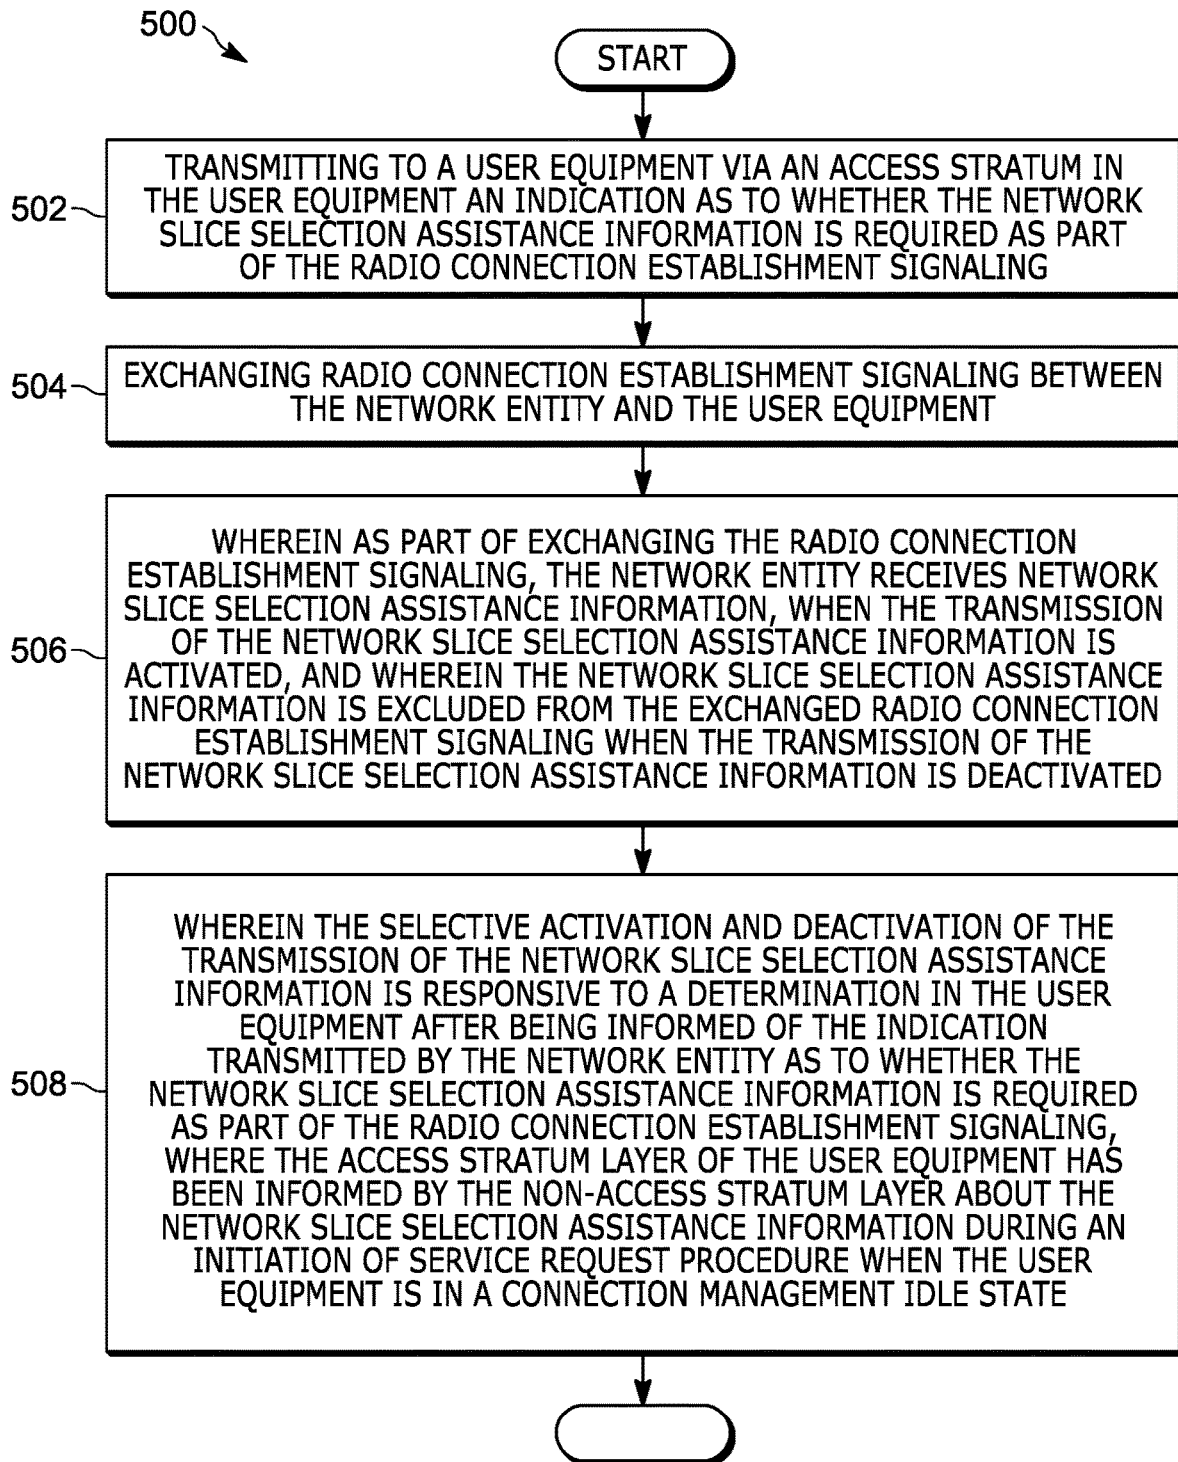 500
START
502
TRANSMITTING TO A USER EQUIPMENT VIA AN ACCESS STRATUM IN
THE USER EQUIPMENT AN INDICATION AS TO WHETHER THE NETWORK
SLICE SELECTION ASSISTANCE INFORMATION IS REQUIRED AS PART
OF THE RADIO CONNECTION ESTABLISHMENT SIGNALING
504
EXCHANGING RADIO CONNECTION ESTABLISHMENT SIGNALING BETWEEN
THE NETWORK ENTITY AND THE USER EQUIPMENT
506
WHEREIN AS PART OF EXCHANGING THE RADIO CONNECTION
ESTABLISHMENT SIGNALING, THE NETWORK ENTITY RECEIVES NETWORK
SLICE SELECTION ASSISTANCE INFORMATION, WHEN THE TRANSMISSION
OF THE NETWORK SLICE SELECTION ASSISTANCE INFORMATION IS
ACTIVATED, AND WHEREIN THE NETWORK SLICE SELECTION ASSISTANCE
INFORMATION IS EXCLUDED FROM THE EXCHANGED RADIO CONNECTION
ESTABLISHMENT SIGNALING WHEN THE TRANSMISSION OF THE
NETWORK SLICE SELECTION ASSISTANCE INFORMATION IS DEACTIVATED
508
WHEREIN THE SELECTIVE ACTIVATION AND DEACTIVATION OF THE
TRANSMISSION OF THE NETWORK SLICE SELECTION ASSISTANCE
INFORMATION IS RESPONSIVE TO A DETERMINATION IN THE USER
EQUIPMENT AFTER BEING INFORMED OF THE INDICATION
TRANSMITTED BY THE NETWORK ENTITY AS TO WHETHER THE
NETWORK SLICE SELECTION ASSISTANCE INFORMATION IS REQUIRED
AS PART OF THE RADIO CONNECTION ESTABLISHMENT SIGNALING,
WHERE THE ACCESS STRATUM LAYER OF THE USER EQUIPMENT HAS
BEEN INFORMED BY THE NON-ACCESS STRATUM LAYER ABOUT THE
NETWORK SLICE SELECTION ASSISTANCE INFORMATION DURING AN
INITIATION OF SERVICE REQUEST PROCEDURE WHEN THE USER
EQUIPMENT IS IN A CONNECTION MANAGEMENT IDLE STATE